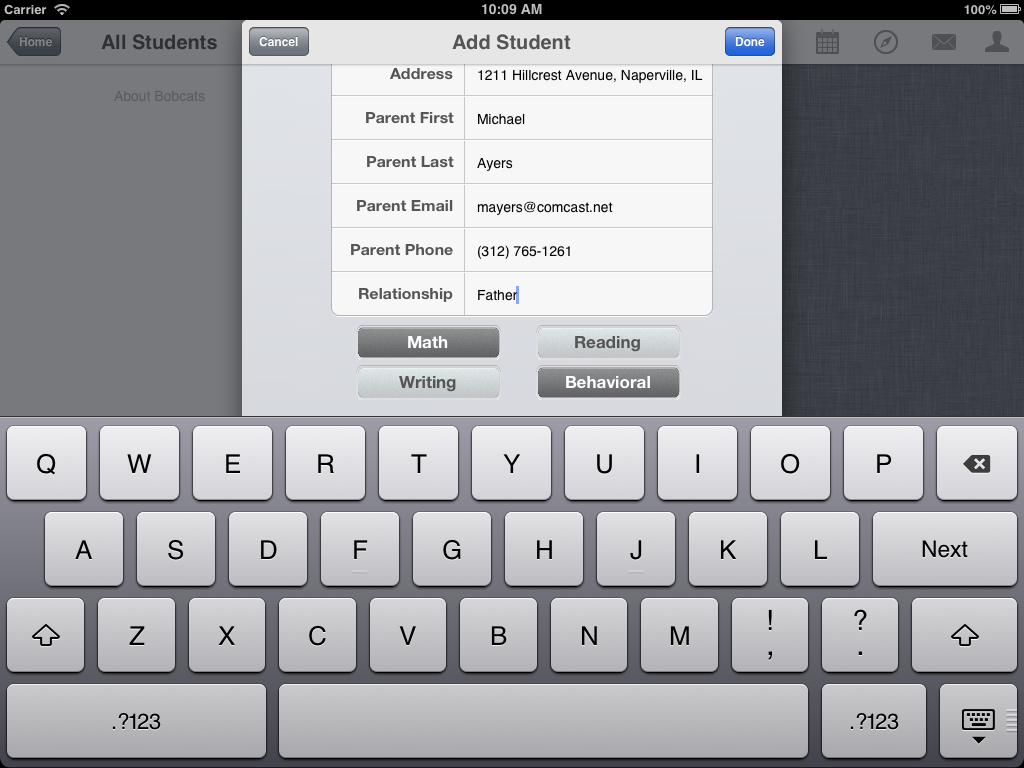 Carrier 10:09 AM 100%
Home All Students Cancel Add Student Done
About Bobcats
Address 1211 Hillcrest Avenue, Naperville, IL
Parent First Michael
Parent Last Ayers
Parent Email mayers@comcast.net
Parent Phone (312) 765-1261
Relationship Father
Math Reading
Writing Behavioral
Q W E R T Y U I O P
A S D F G H J K L Next
Z X C V B N M ! , ? .
.?123 .?123